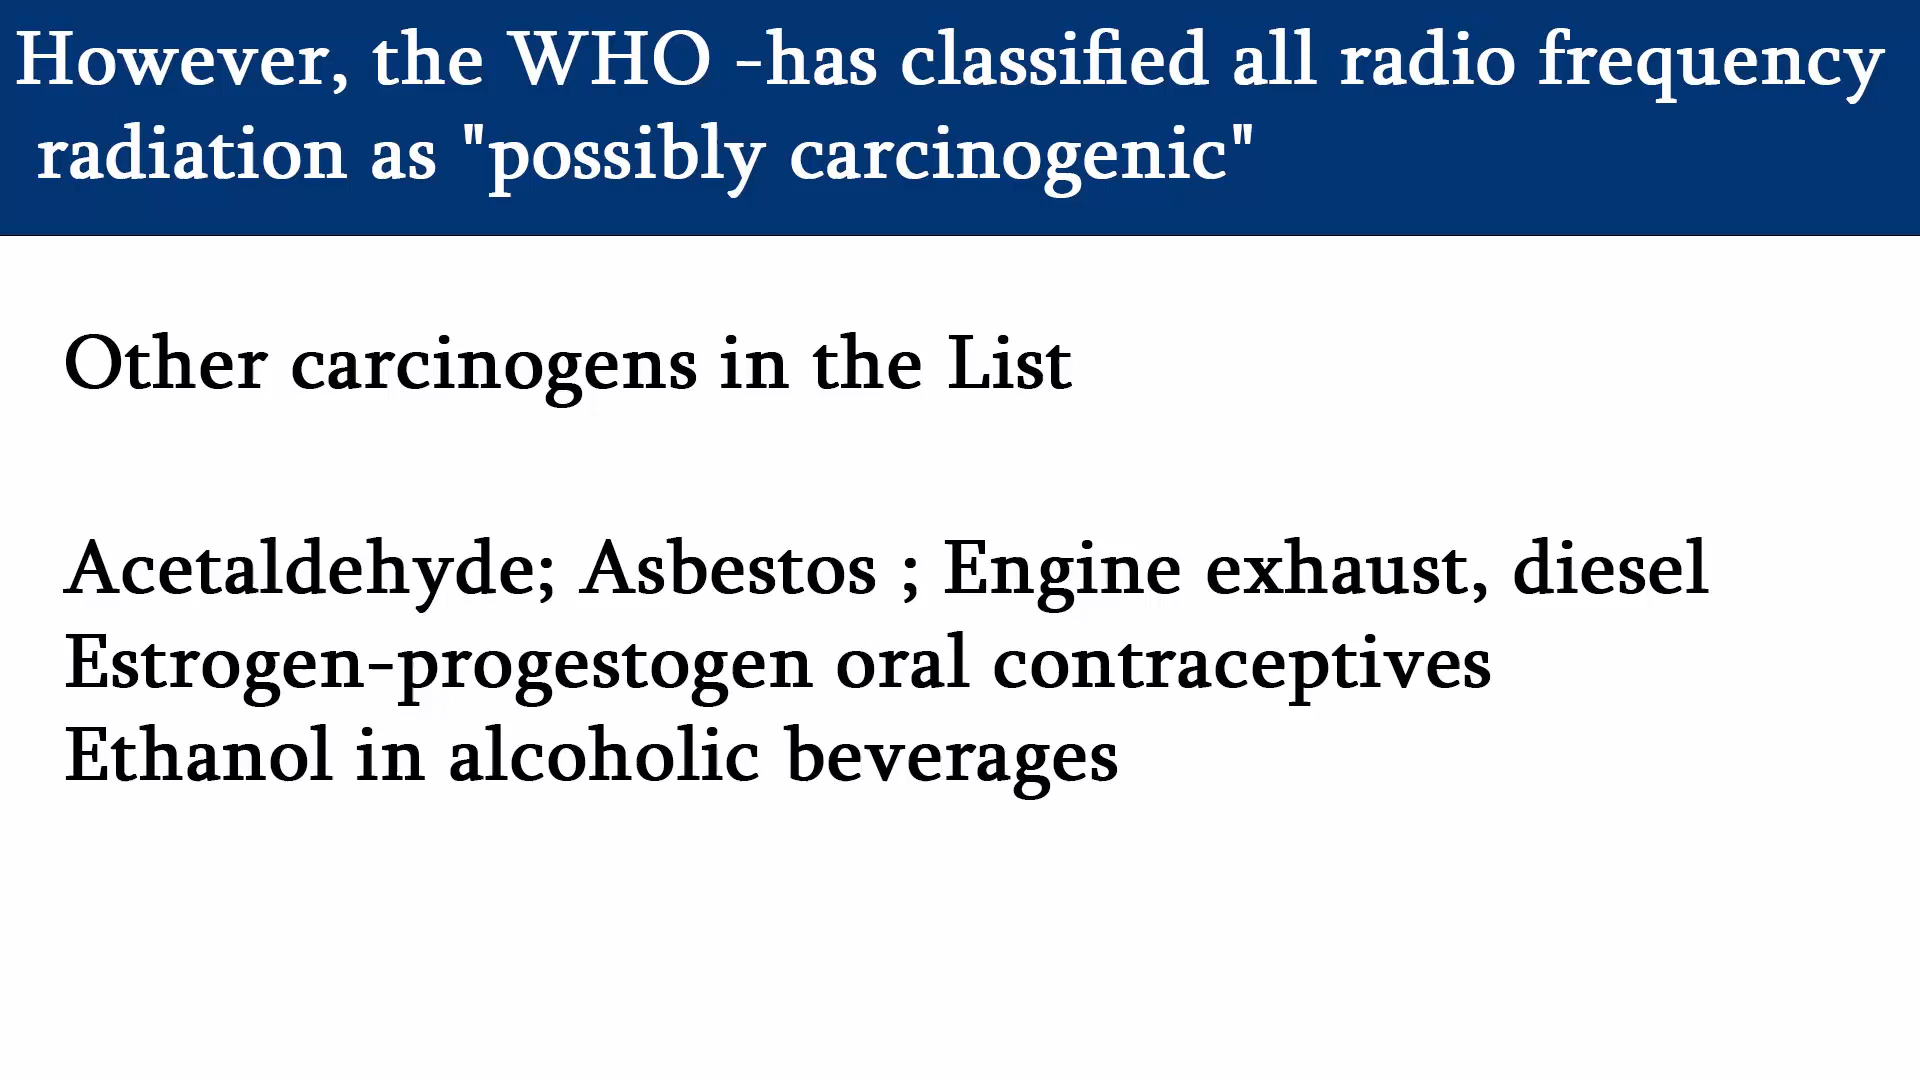 However, the WHO -has classified all radio frequency
radiation as "possibly carcinogenic"
Other carcinogens in the List
Acetaldehyde; Asbestos ; Engine exhaust, diesel
Estrogen-progestogen oral contraceptives
Ethanol in alcoholic beverages